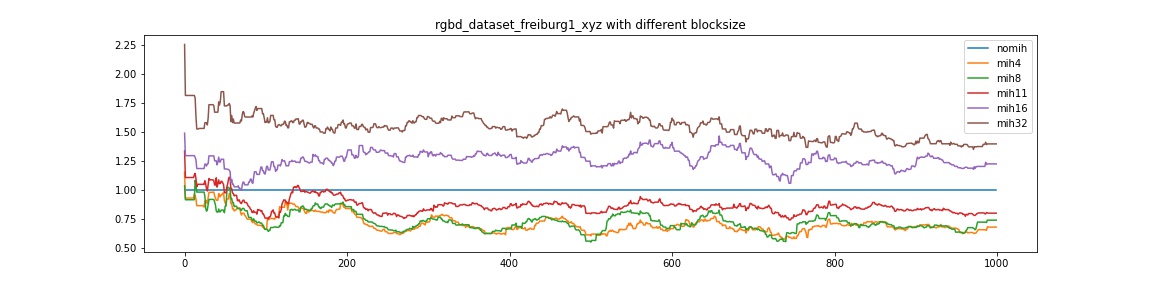 rgbd_dataset_freiburg1_xyz with different blocksize
2.25
2.00
1.75
1.50
1.25
1.00
0.75
0.50
nomih
mih4
mih8
mih11
mih16
mih32
0 200 400 600 800 1000